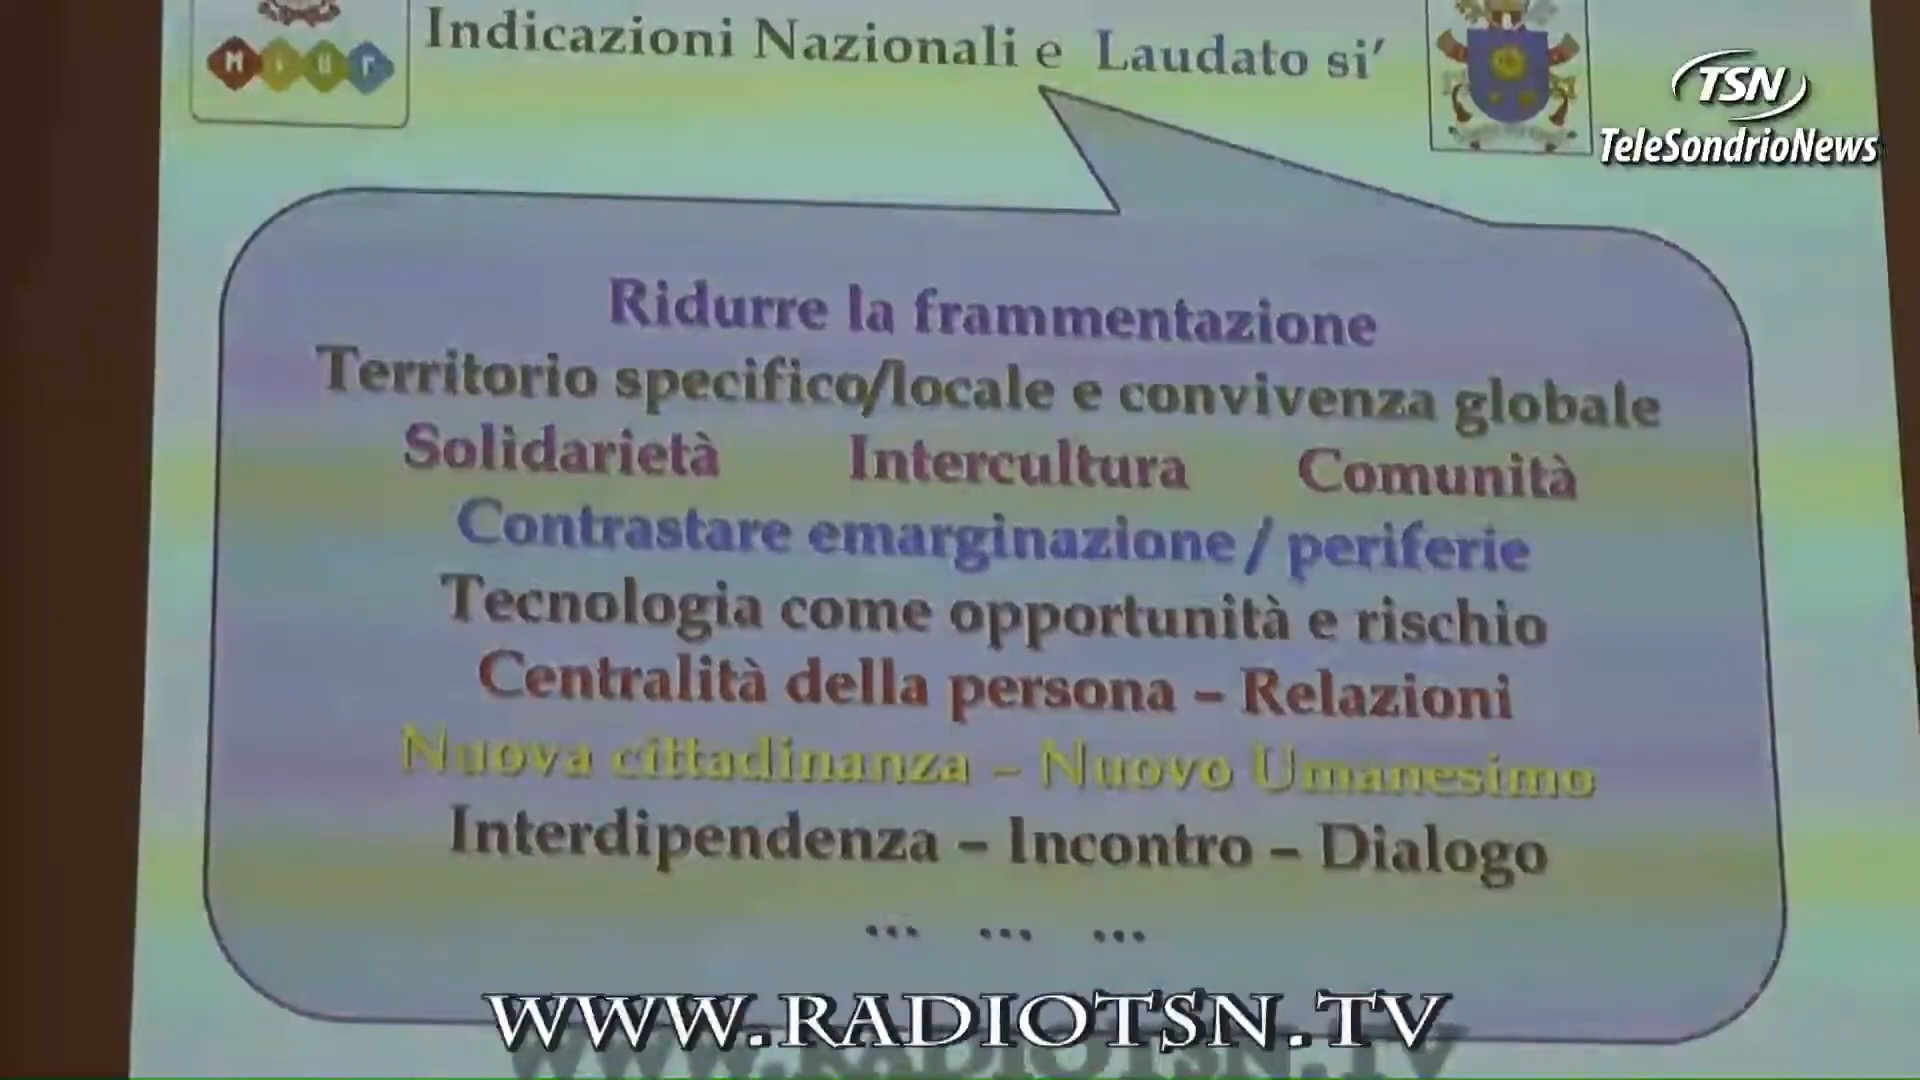 Indicazioni Nazionali e Laudato si'
Miur
TSN
TeleSondrioNews
Ridurre la frammentazione
Territorio specifico/locale e convivenza globale
Solidarietà Intercultura Comunità
Contrastare emarginazione / periferie
Tecnologia come opportunità e rischio
Centralità della persona – Relazioni
Nuova cittadinanza – Nuovo Umanesimo
Interdipendenza – Incontro – Dialogo
... ... ...
WWW.RADIOTSN.TV